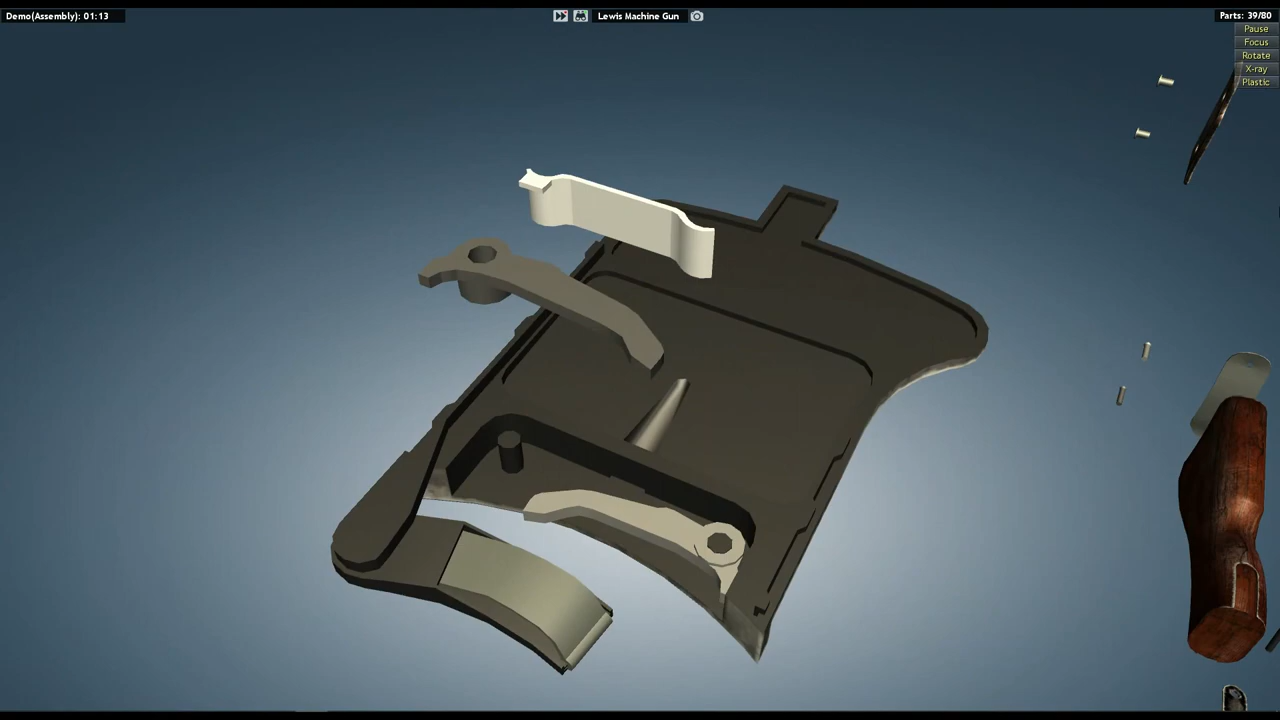 Demo(Assembly): 01:13
Lewis Machine Gun
Parts: 39/80
Pause
Focus
Rotate
X-ray
Plastic